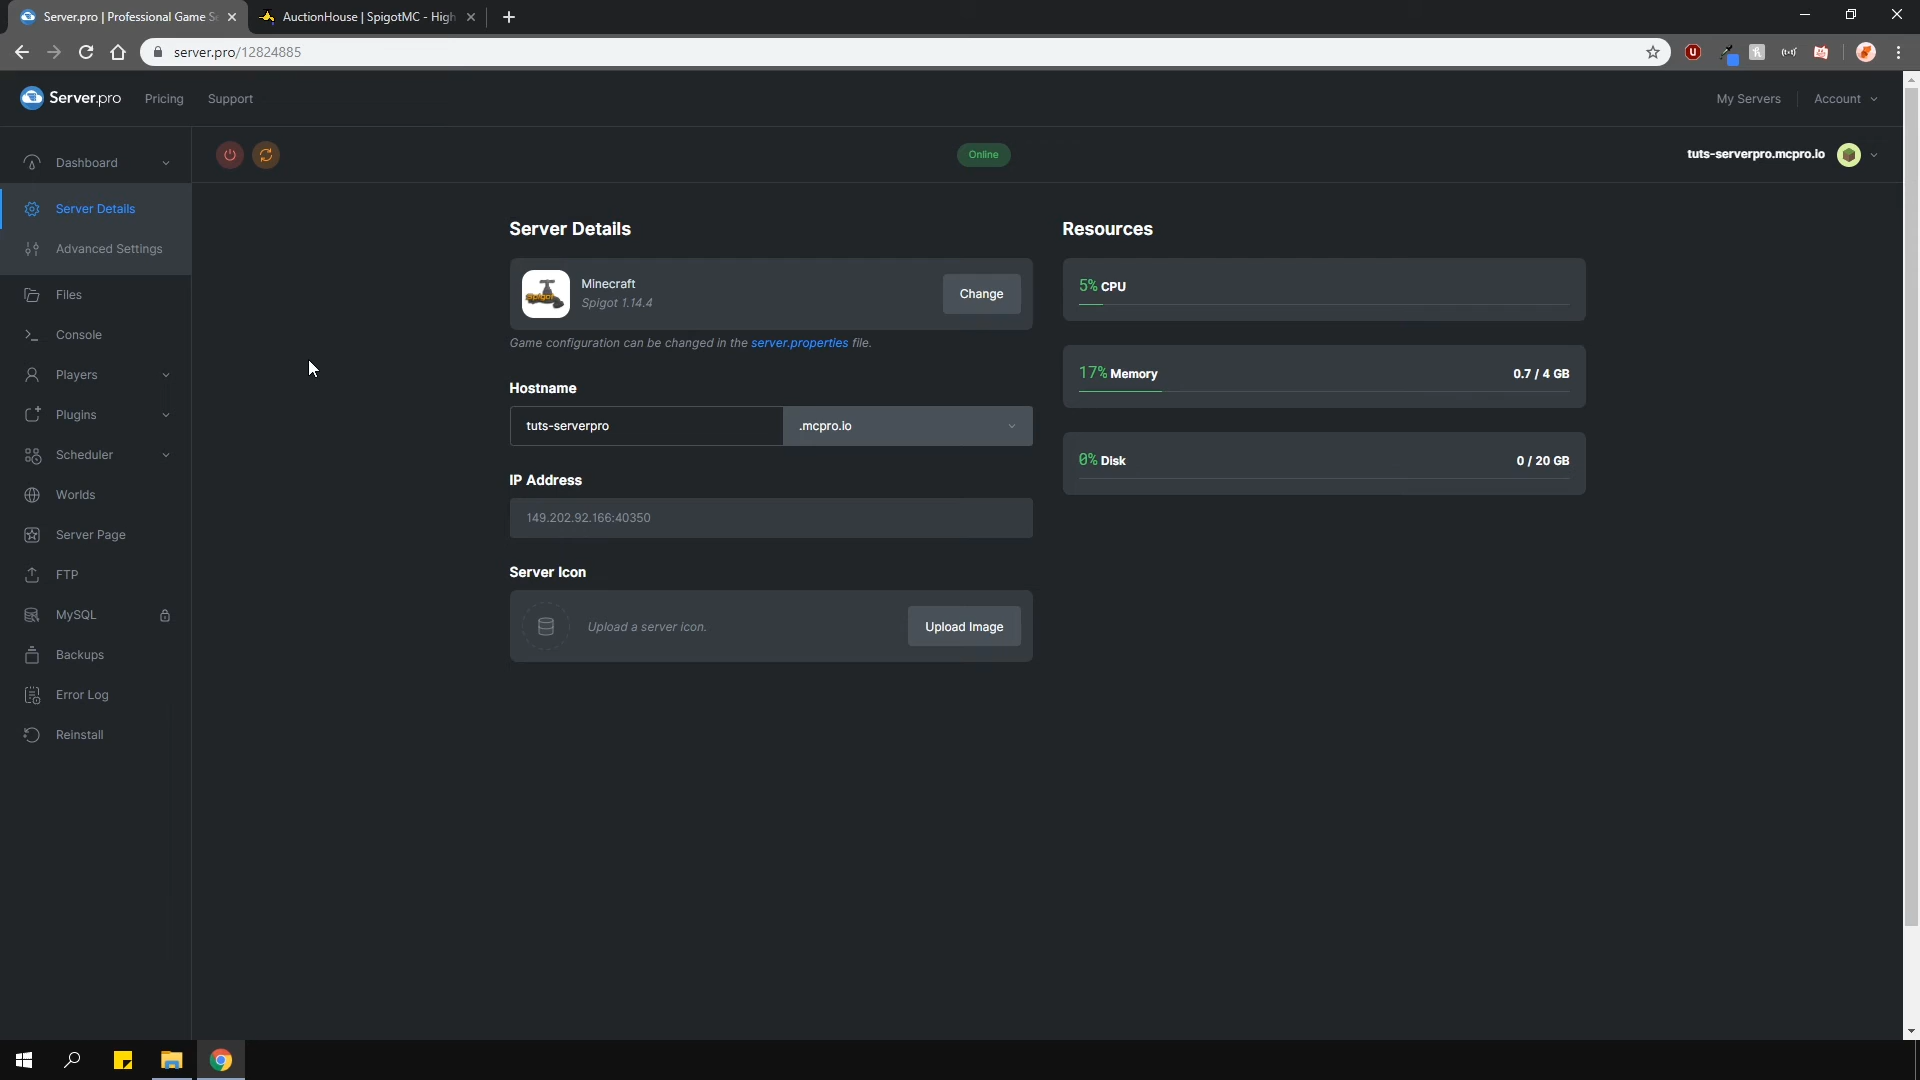 Server.pro | Professional Game S
AuctionHouse | SpigotMC - High
server.pro/12824885
Server.pro
Pricing
Support
My Servers
Account
Dashboard
Online
tuts-serverpro.mcpro.io
Server Details
Advanced Settings
Files
Console
Players
Plugins
Scheduler
Worlds
Server Page
FTP
MySQL
Backups
Error Log
Reinstall
Server Details
Spigot
Minecraft
Spigot 1.14.4
Change
Game configuration can be changed in the server.properties file.
Hostname
tuts-serverpro
.mcpro.io
IP Address
149.202.92.166:40350
Server Icon
Upload a server icon.
Upload Image
Resources
5% CPU
17% Memory
0.7 / 4 GB
0% Disk
0 / 20 GB